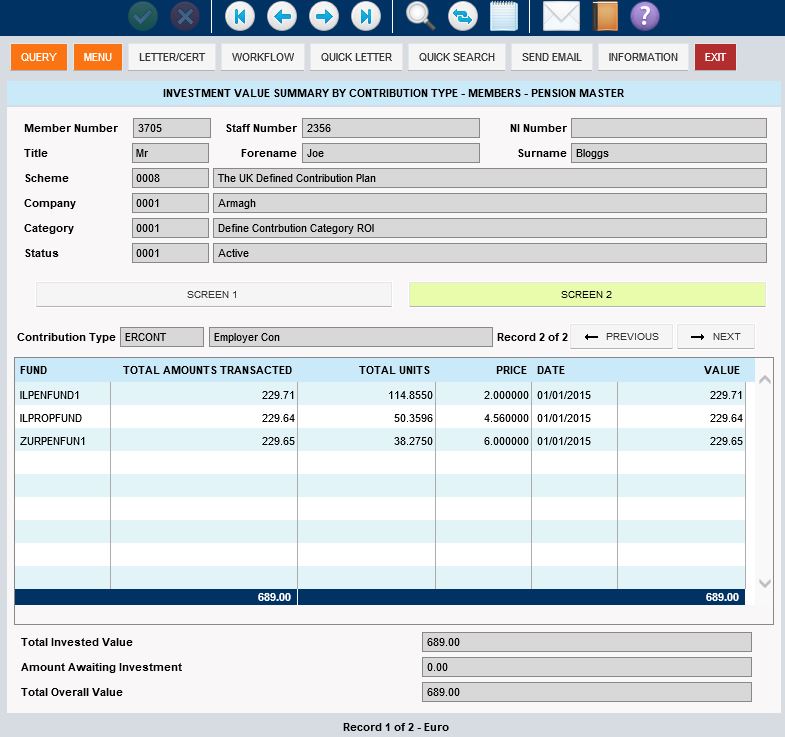 ?
QUERY MENU LETTER/CERT WORKFLOW QUICK LETTER QUICK SEARCH SEND EMAIL INFORMATION EXIT
INVESTMENT VALUE SUMMARY BY CONTRIBUTION TYPE - MEMBERS - PENSION MASTER
Member Number 3705 Staff Number 2356 NI Number
Title Mr Forename Joe Surname Bloggs
Scheme 0008 The UK Defined Contribution Plan
Company 0001 Armagh
Category 0001 Define Contrbution Category ROI
Status 0001 Active
SCREEN 1 SCREEN 2
Contribution Type ERCONT Employer Con Record 2 of 2 PREVIOUS NEXT
FUND TOTAL AMOUNTS TRANSACTED TOTAL UNITS PRICE DATE VALUE
ILPENFUND1 229.71 114.8550 2.000000 01/01/2015 229.71
ILPROPFUND 229.64 50.3596 4.560000 01/01/2015 229.64
ZURPENFUN1 229.65 38.2750 6.000000 01/01/2015 229.65
689.00 689.00
Total Invested Value 689.00
Amount Awaiting Investment 0.00
Total Overall Value 689.00
Record 1 of 2 - Euro